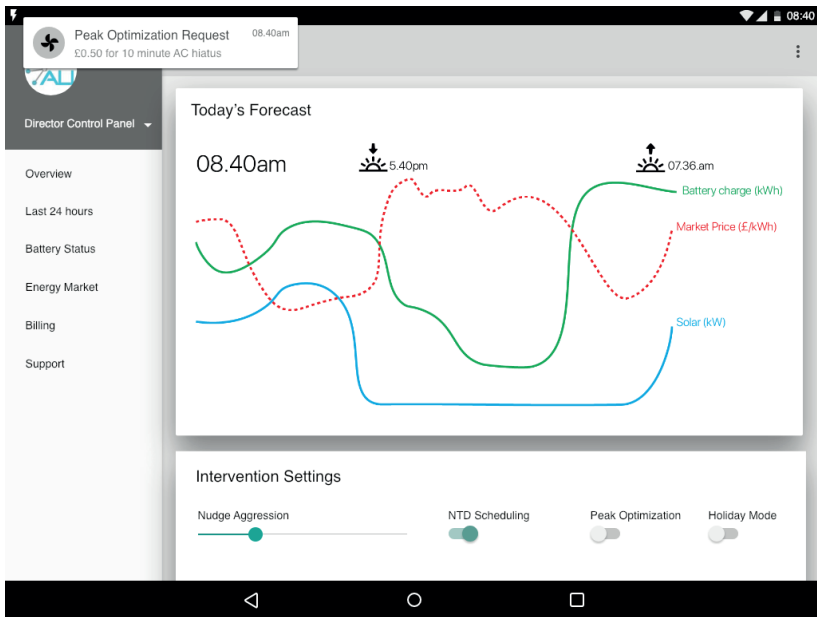 08:40
Peak Optimization Request 08.40am
£0.50 for 10 minute AC hiatus
ALI
Director Control Panel
Overview
Last 24 hours
Battery Status
Energy Market
Billing
Support
Today's Forecast
08.40am
5.40pm
07.36.am
Battery charge (kWh)
Market Price (£/kWh)
Solar (kW)
Intervention Settings
Nudge Aggression
NTD Scheduling
Peak Optimization
Holiday Mode